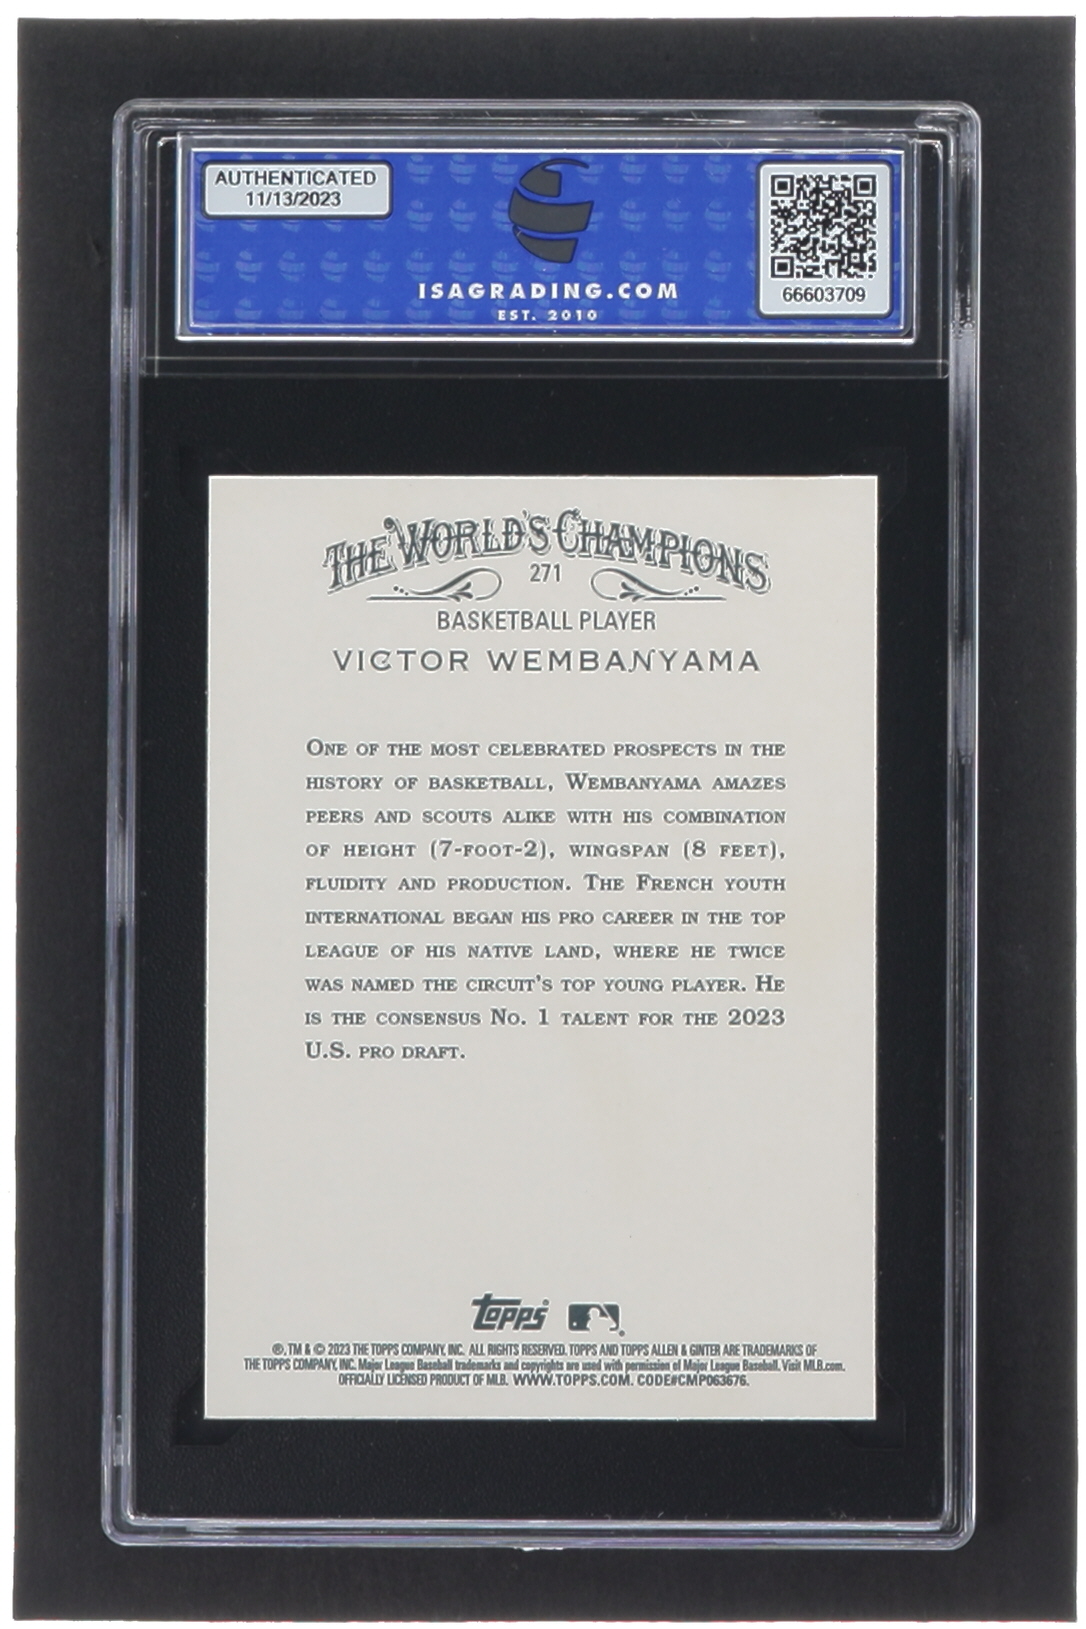 AUTHENTICATED
11/13/2023
ISAGRADING.COM
EST. 2010
66603709
THE WORLD'S CHAMPIONS
271
BASKETBALL PLAYER
VICTOR WEMBANYAMA
ONE OF THE MOST CELEBRATED PROSPECTS IN THE
HISTORY OF BASKETBALL, WEMBANYAMA AMAZES
PEERS AND SCOUTS ALIKE WITH HIS COMBINATION
OF HEIGHT (7-FOOT-2), WINGSPAN (8 FEET),
FLUIDITY AND PRODUCTION. THE FRENCH YOUTH
INTERNATIONAL BEGAN HIS PRO CAREER IN THE TOP
LEAGUE OF HIS NATIVE LAND, WHERE HE TWICE
WAS NAMED THE CIRCUIT'S TOP YOUNG PLAYER. HE
IS THE CONSENSUS NO. 1 TALENT FOR THE 2023
U.S. PRO DRAFT.
Topps
®, TM & © 2023 THE TOPPS COMPANY, INC. ALL RIGHTS RESERVED. TOPPS AND TOPPS ALLEN & GINTER ARE TRADEMARKS OF
THE TOPPS COMPANY, INC. Major League Baseball trademarks and copyrights are used with permission of Major League Baseball. Visit MLB.com.
OFFICIALLY LICENSED PRODUCT OF MLB. WWW.TOPPS.COM. CODE#CMP063676.